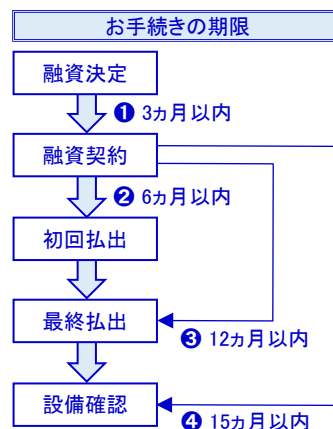 お手続きの期限
融資決定
❶ 3ヵ月以内
融資契約
❷ 6ヵ月以内
初回払出
最終払出
❸ 12ヵ月以内
設備確認
❹ 15ヵ月以内